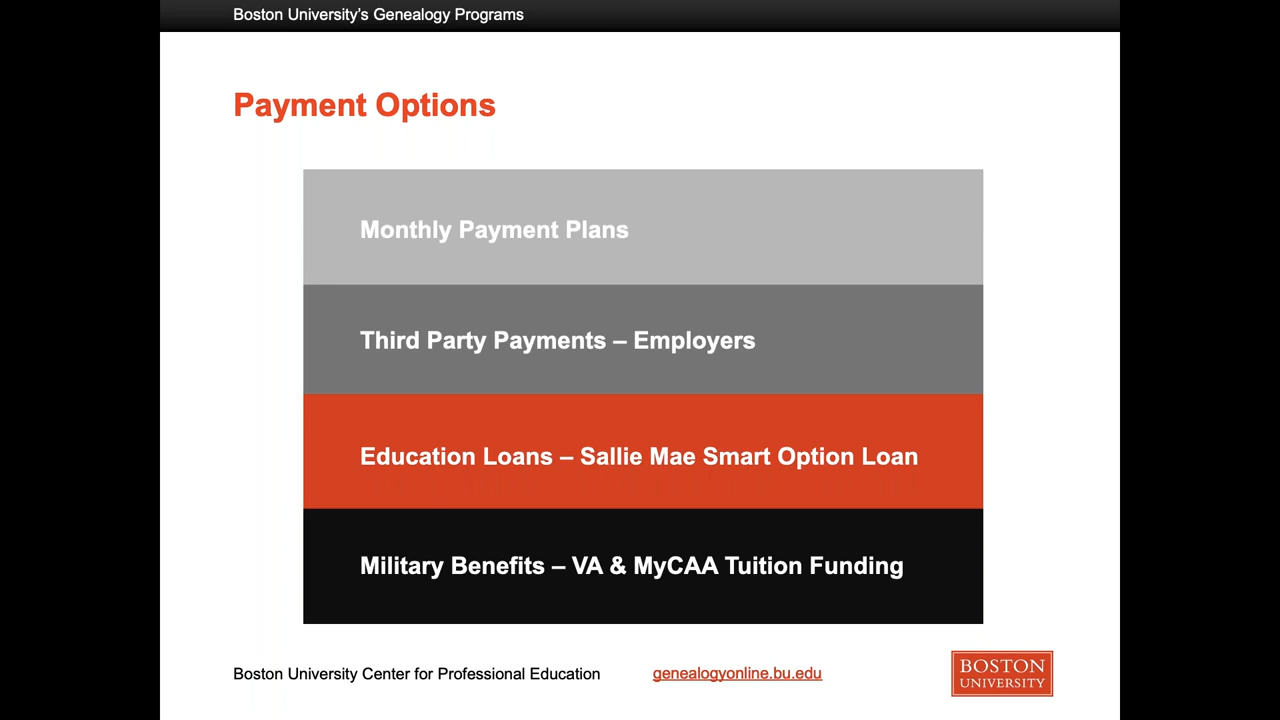 Boston University’s Genealogy Programs
Payment Options
Monthly Payment Plans
Third Party Payments – Employers
Education Loans – Sallie Mae Smart Option Loan
Military Benefits – VA & MyCAA Tuition Funding
Boston University Center for Professional Education
genealogyonline.bu.edu
BOSTON
UNIVERSITY